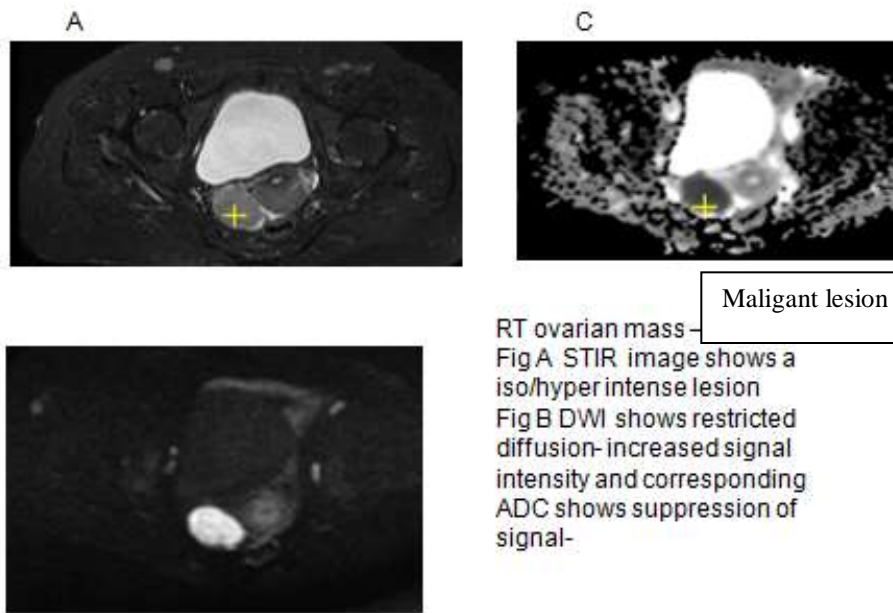 A
C
Maligant lesion
RT ovarian mass –
Fig A STIR image shows a
iso/hyper intense lesion
Fig B DWI shows restricted
diffusion- increased signal
intensity and corresponding
ADC shows suppression of
signal-